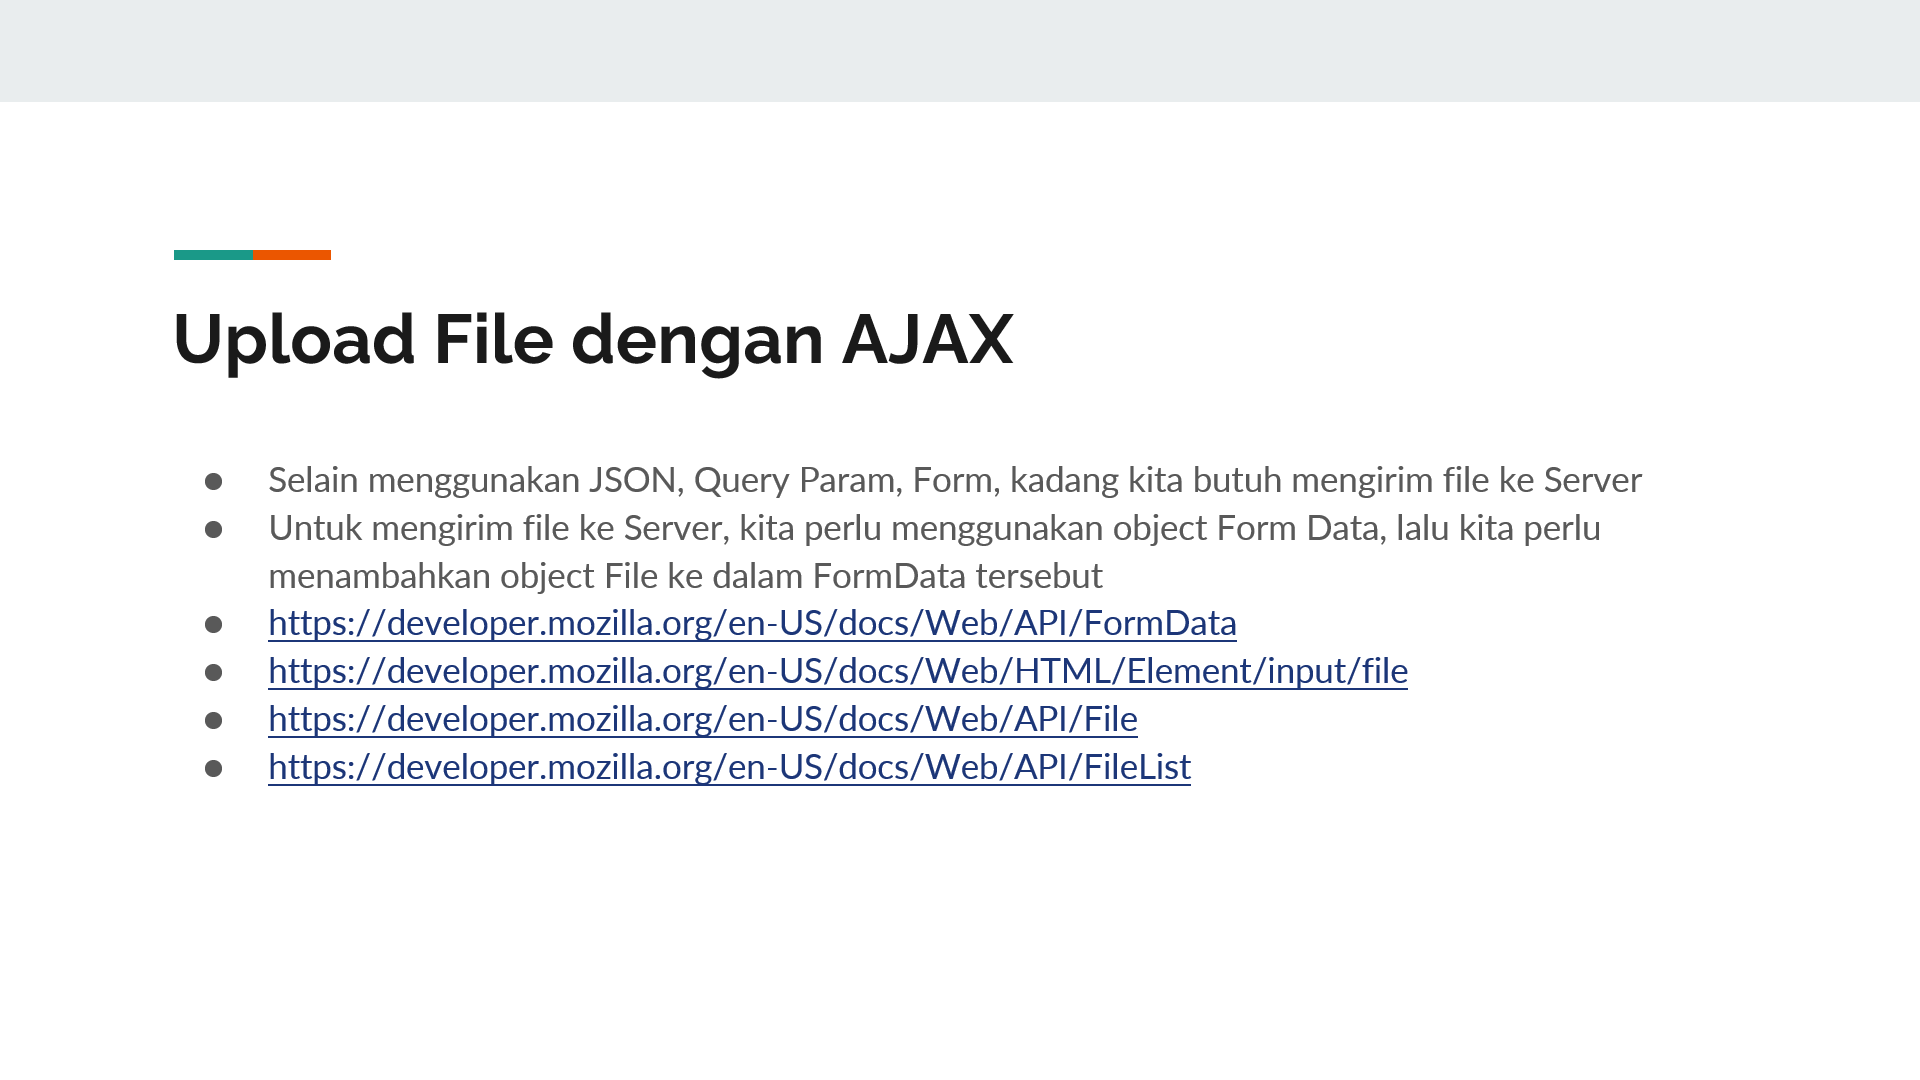 Upload File dengan AJAX
● Selain menggunakan JSON, Query Param, Form, kadang kita butuh mengirim file ke Server
● Untuk mengirim file ke Server, kita perlu menggunakan object Form Data, lalu kita perlu
menambahkan object File ke dalam FormData tersebut
● https://developer.mozilla.org/en-US/docs/Web/API/FormData
● https://developer.mozilla.org/en-US/docs/Web/HTML/Element/input/file
● https://developer.mozilla.org/en-US/docs/Web/API/File
● https://developer.mozilla.org/en-US/docs/Web/API/FileList